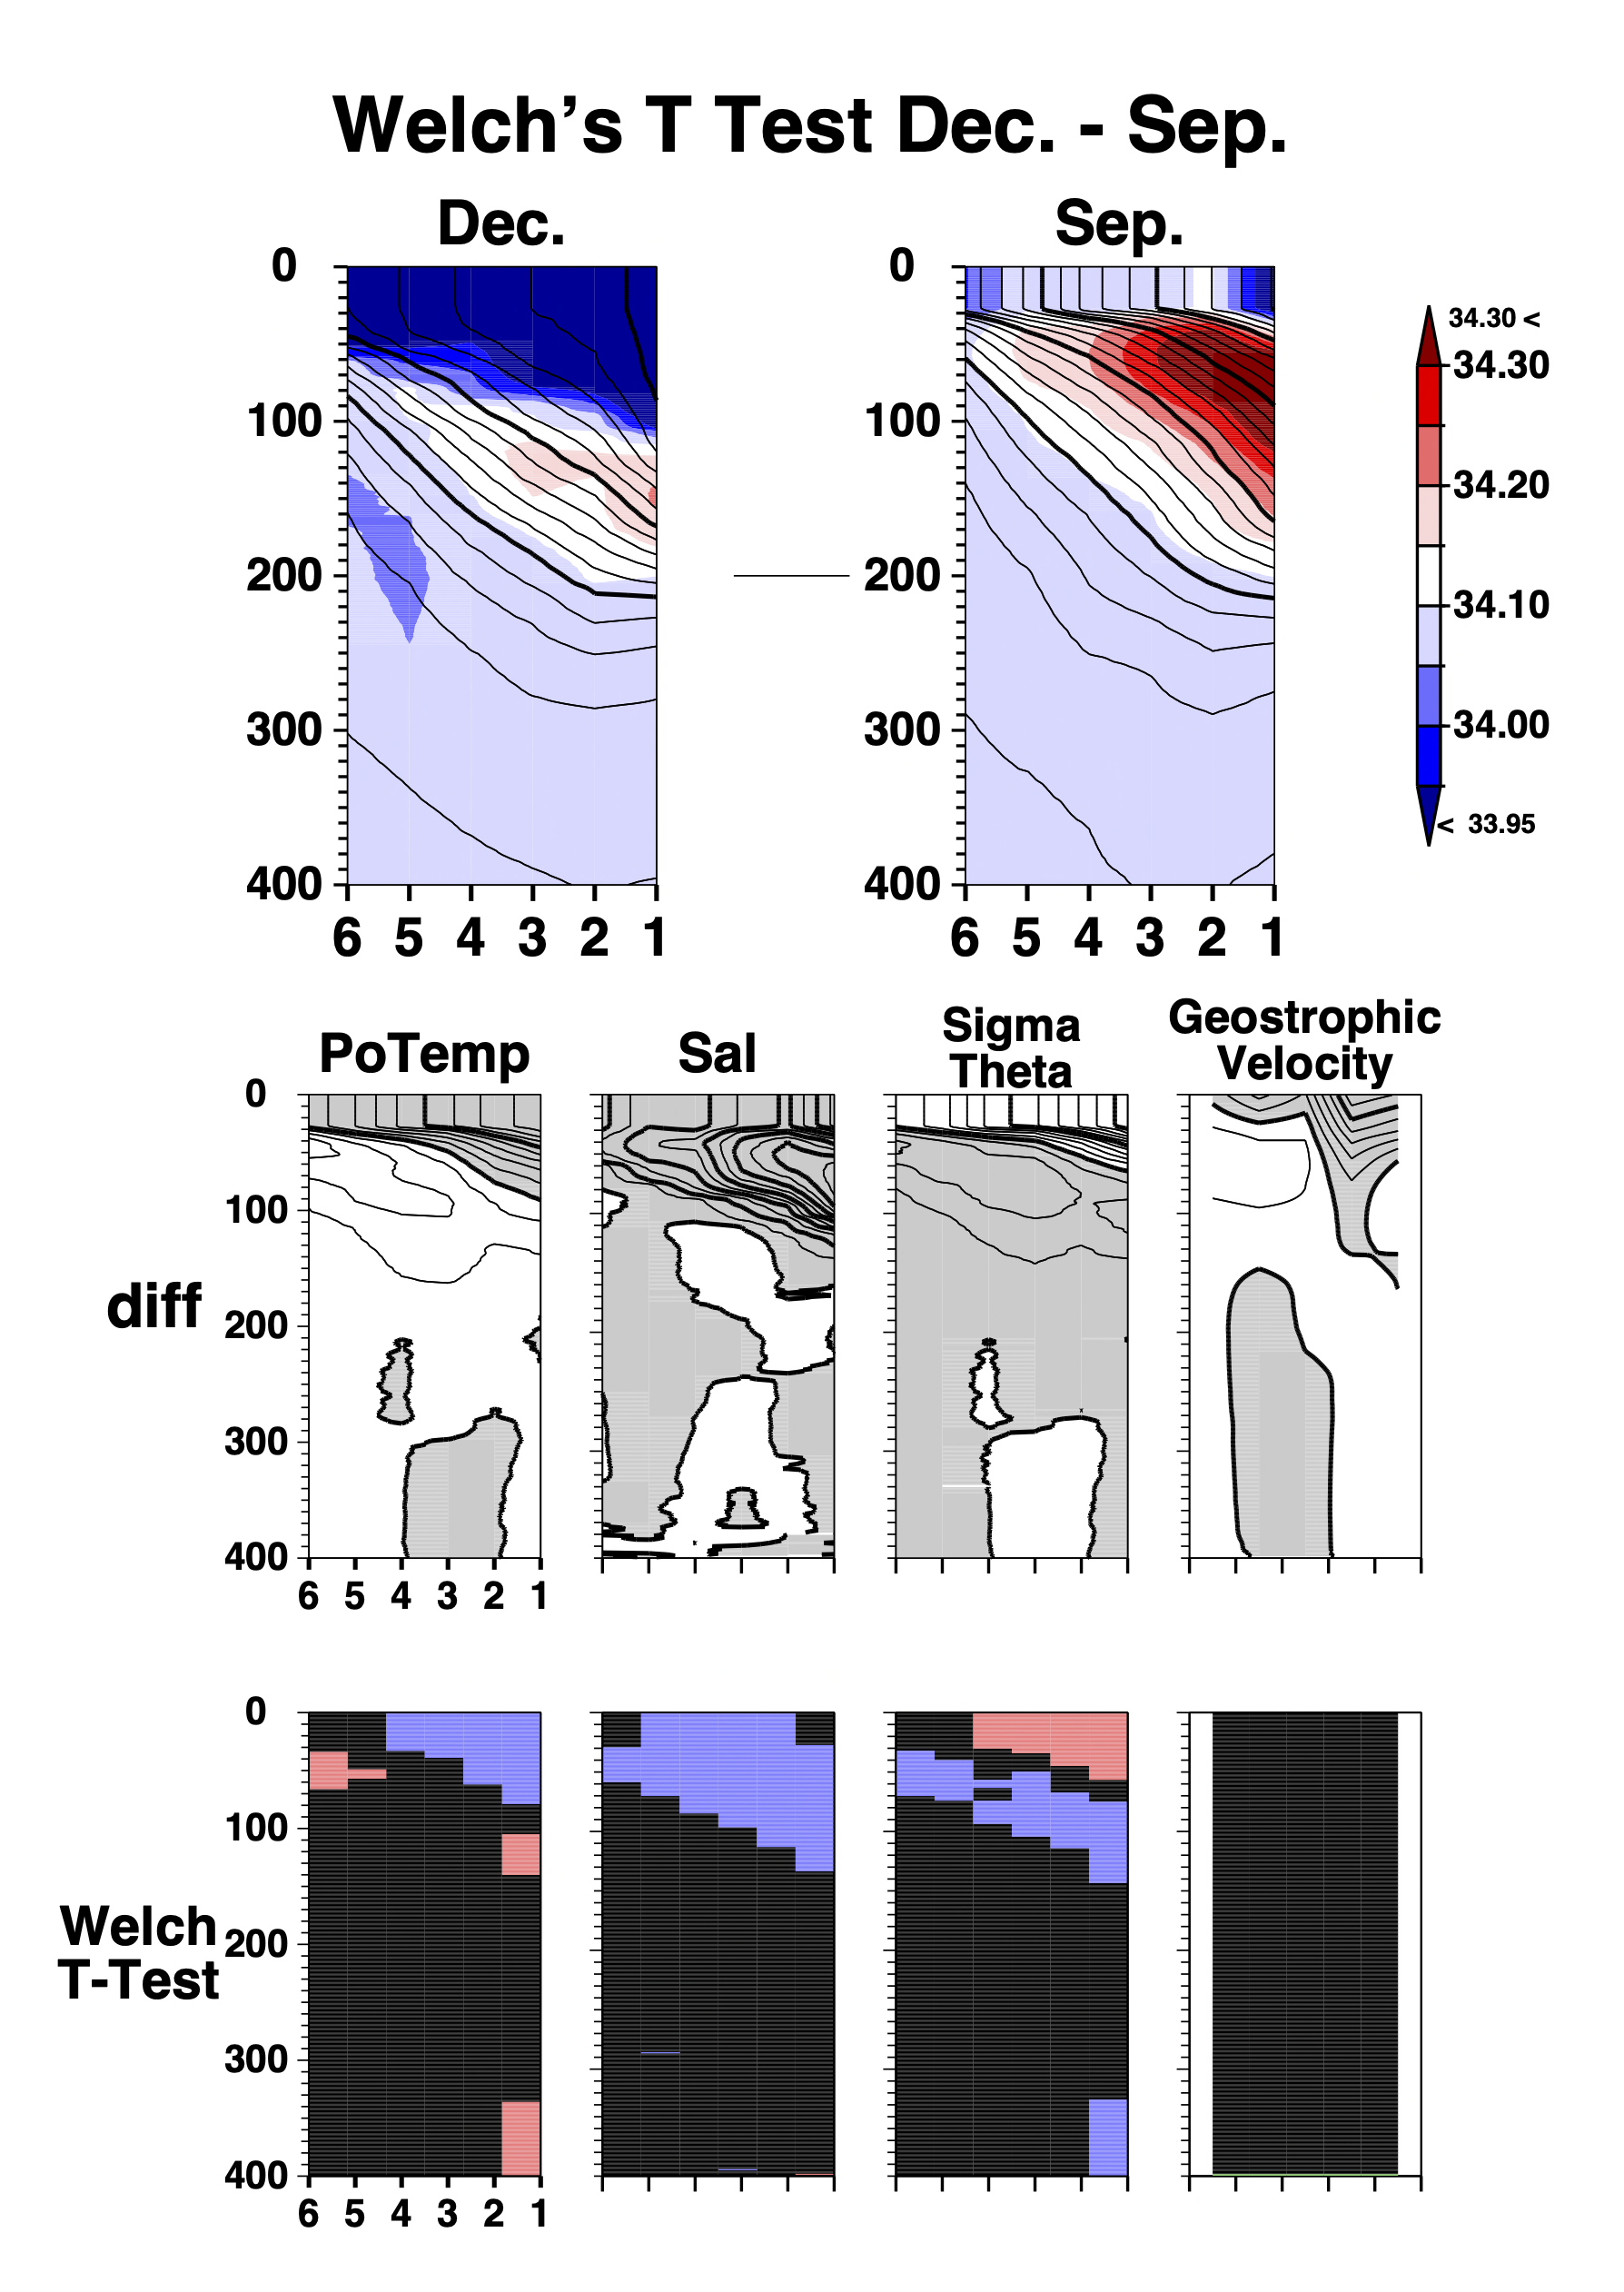 Welch's T Test Dec. - Sep.
Dec.
Sep.
0
100
200
300
400
6 5 4 3 2 1
0
100
200
300
400
6 5 4 3 2 1
34.30 <
34.30
34.20
34.10
34.00
< 33.95
PoTemp
Sal
Sigma
Theta
Geostrophic
Velocity
diff
0
100
200
300
400
6 5 4 3 2 1
Welch
T-Test
0
100
200
300
400
6 5 4 3 2 1